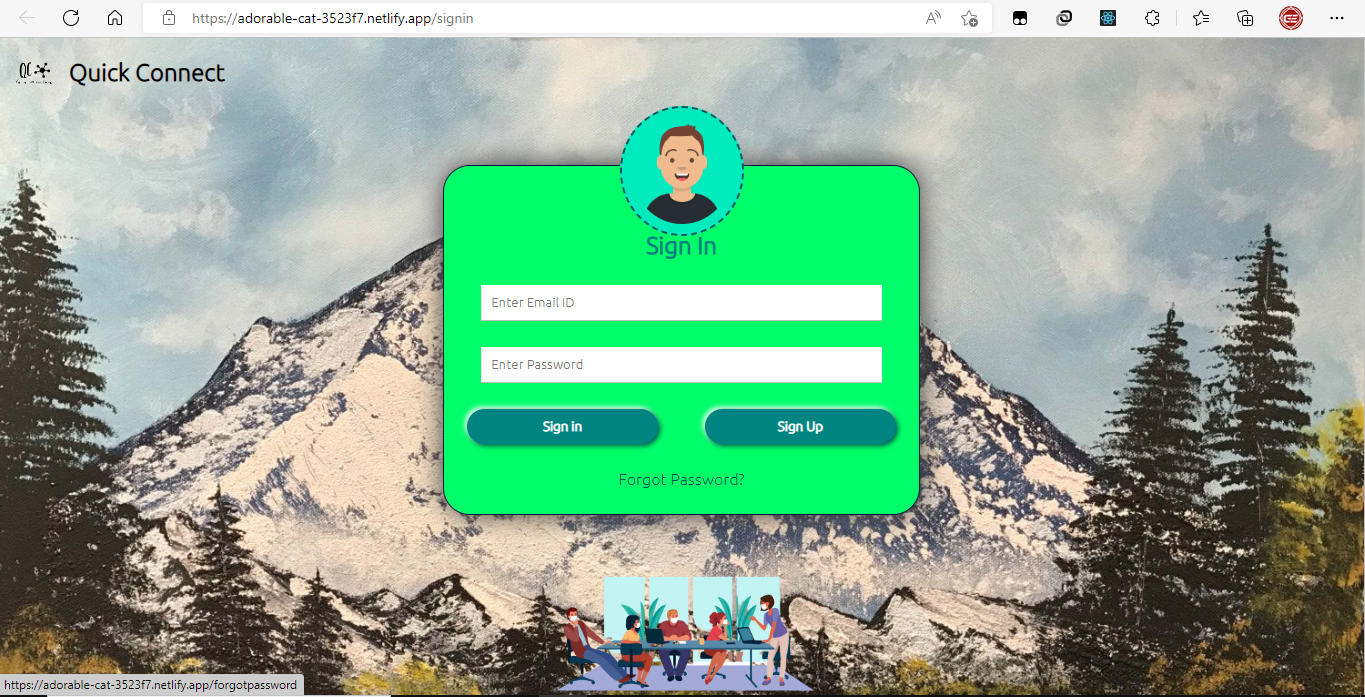 https://adorable-cat-3523f7.netlify.app/signin
QC
Quick Connect
Sign In
Enter Email ID
Enter Password
Sign in
Sign Up
Forgot Password?
https://adorable-cat-3523f7.netlify.app/forgotpassword